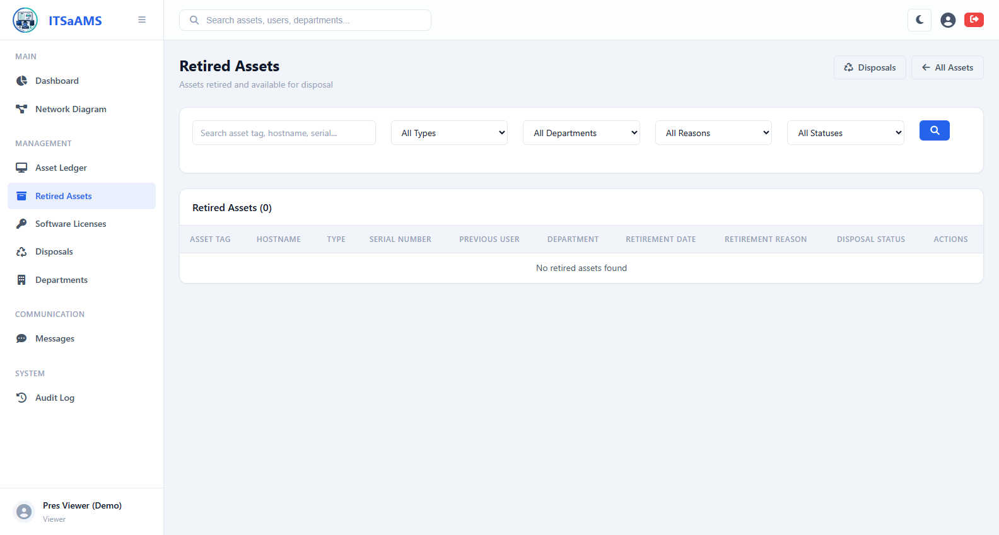 ITSaAMS
Search assets, users, departments...
MAIN
Dashboard
Network Diagram
MANAGEMENT
Asset Ledger
Retired Assets
Software Licenses
Disposals
Departments
COMMUNICATION
Messages
SYSTEM
Audit Log
Pres Viewer (Demo)
Viewer
Retired Assets
Assets retired and available for disposal
Disposals
All Assets
Search asset tag, hostname, serial...
All Types
All Departments
All Reasons
All Statuses
Retired Assets (0)
ASSET TAG HOSTNAME TYPE SERIAL NUMBER PREVIOUS USER DEPARTMENT RETIREMENT DATE RETIREMENT REASON DISPOSAL STATUS ACTIONS
No retired assets found